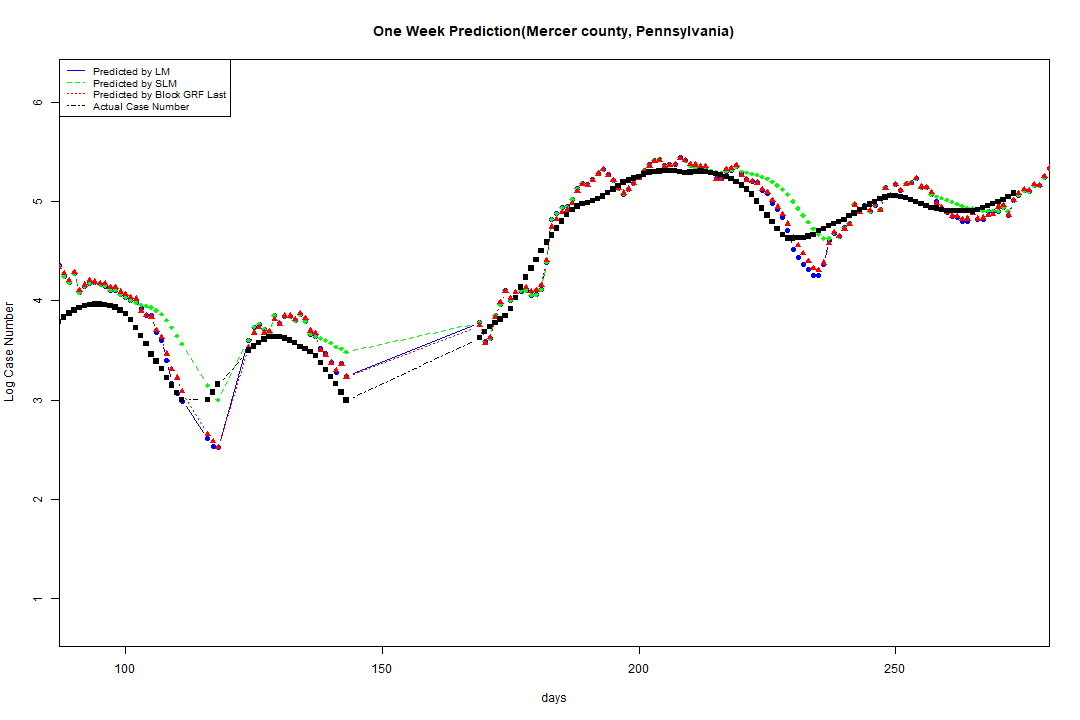 One Week Prediction(Mercer county, Pennsylvania)
Predicted by LM
Predicted by SLM
Predicted by Block GRF Last
Actual Case Number
6
5
4
3
2
1
Log Case Number
100 150 200 250
days